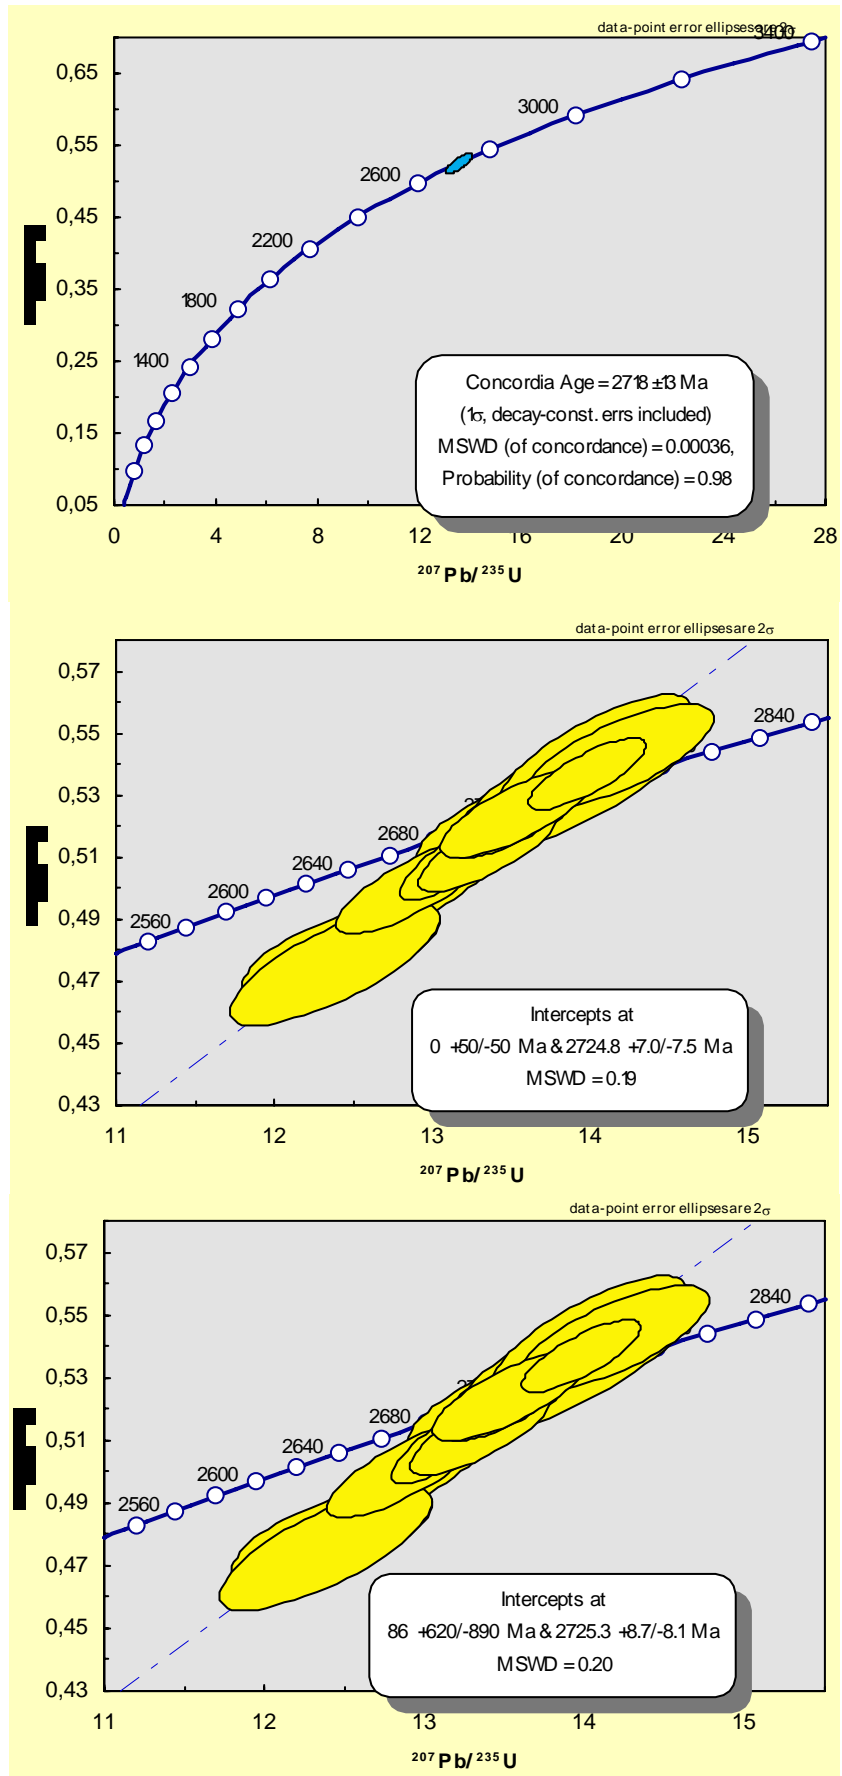 data-point error ellipsesare 2σ
3400
0,65
3000
0,55
2600
0,45
2200
0,35
1800
0,25
1400
Concordia Age = 2718 ±13 Ma
(1σ, decay-const. errs included)
MSWD (of concordance) = 0.00036,
Probability (of concordance) = 0.98
0,15
0,05
0 4 8 12 16 20 24 28
207Pb/235U
data-point error ellipsesare 2σ
0,57
2840
0,55
0,53
2680
0,51
2640
2600
0,49
2560
0,47
Intercepts at
0 +50/-50 Ma & 2724.8 +7.0/-7.5 Ma
MSWD = 0.19
0,45
0,43
11 12 13 14 15
207Pb/235U
data-point error ellipsesare 2σ
0,57
2840
0,55
0,53
2680
0,51
2640
2600
0,49
2560
0,47
Intercepts at
86 +620/-890 Ma & 2725.3 +8.7/-8.1 Ma
MSWD = 0.20
0,45
0,43
11 12 13 14 15
207Pb/235U